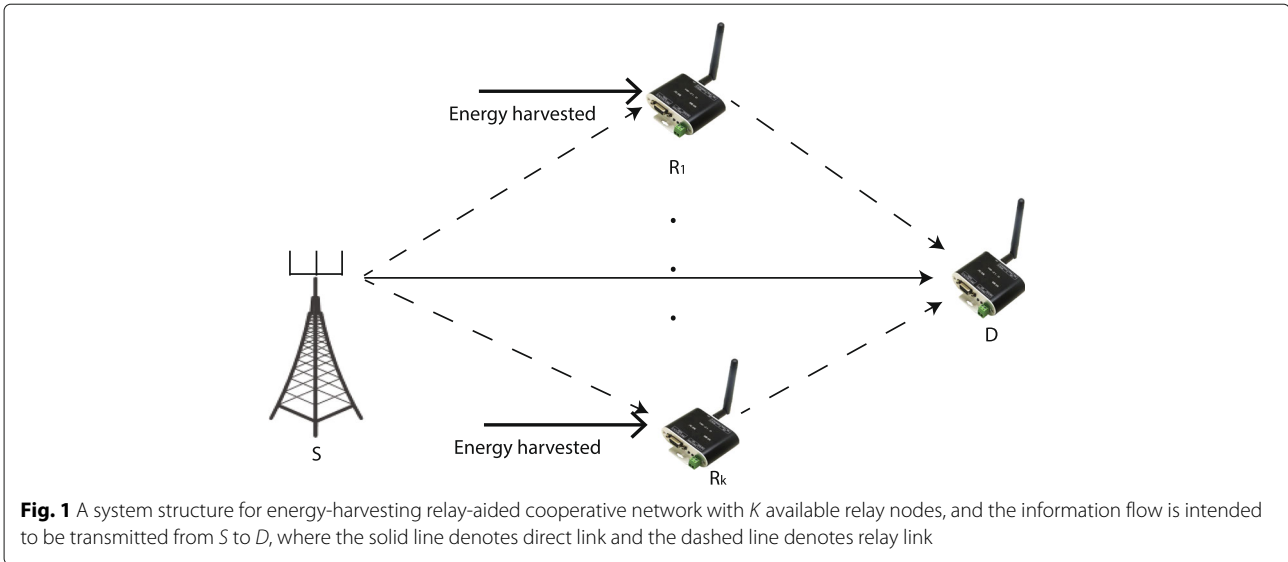 Energy harvested
R1
D
Energy harvested
S
Rk
Fig. 1 A system structure for energy-harvesting relay-aided cooperative network with K available relay nodes, and the information flow is intended
to be transmitted from S to D, where the solid line denotes direct link and the dashed line denotes relay link